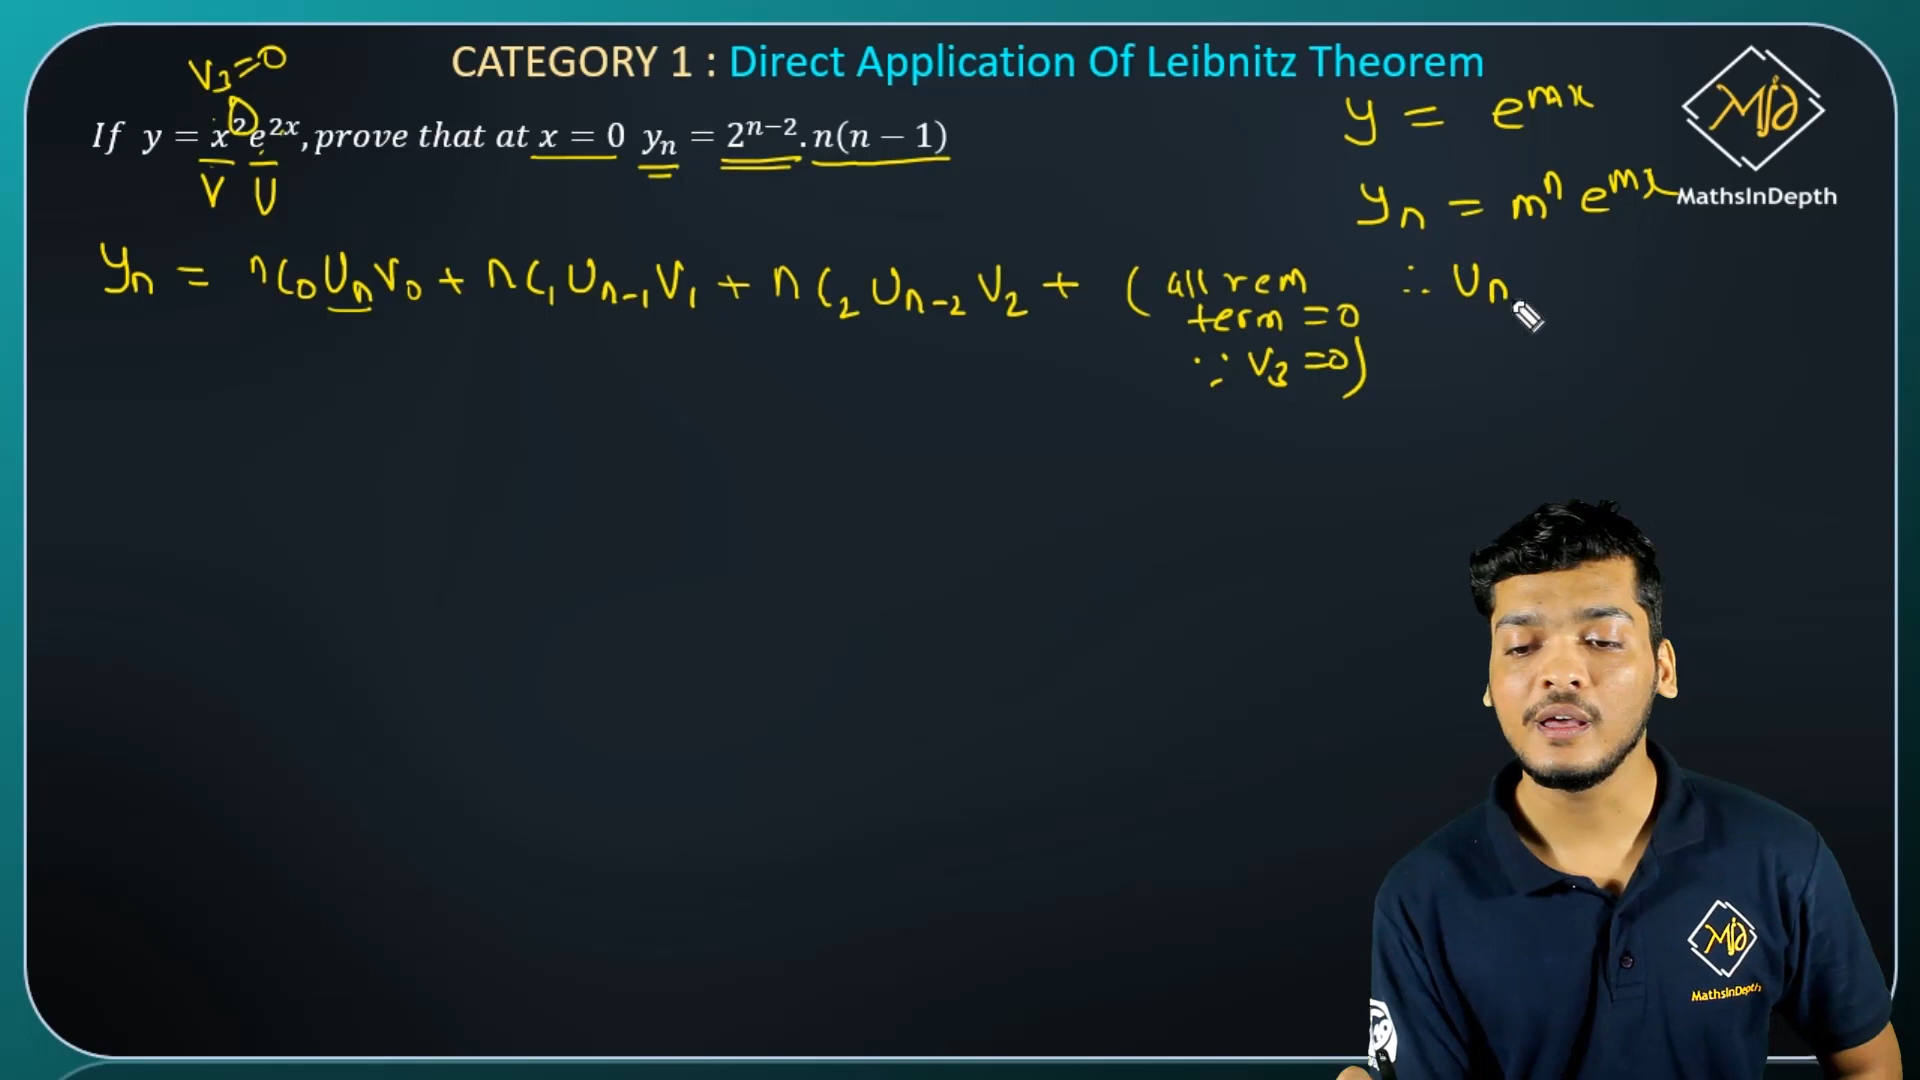 CATEGORY 1 : Direct Application Of Leibnitz Theorem
V₃=0
If y = x²e²ˣ, prove that at x = 0 yₙ = 2ⁿ⁻².n(n − 1)
V U
y = eᵐˣ
yₙ = mⁿ eᵐˣ
MathsInDepth
yₙ = nC₀UₙV₀ + nC₁Uₙ₋₁V₁ + nC₂Uₙ₋₂V₂ + (all rem
term = 0
∵ V₃ = 0)
∴ Uₙ
MathsInDepth